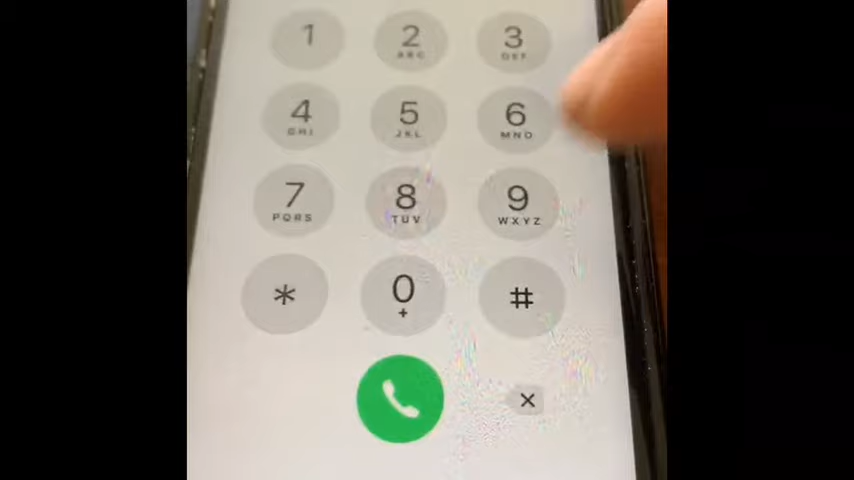 1 2 3
ABC DEF
4 5 6
GHI JKL MNO
7 8 9
PQRS TUV WXYZ
* 0 #
+